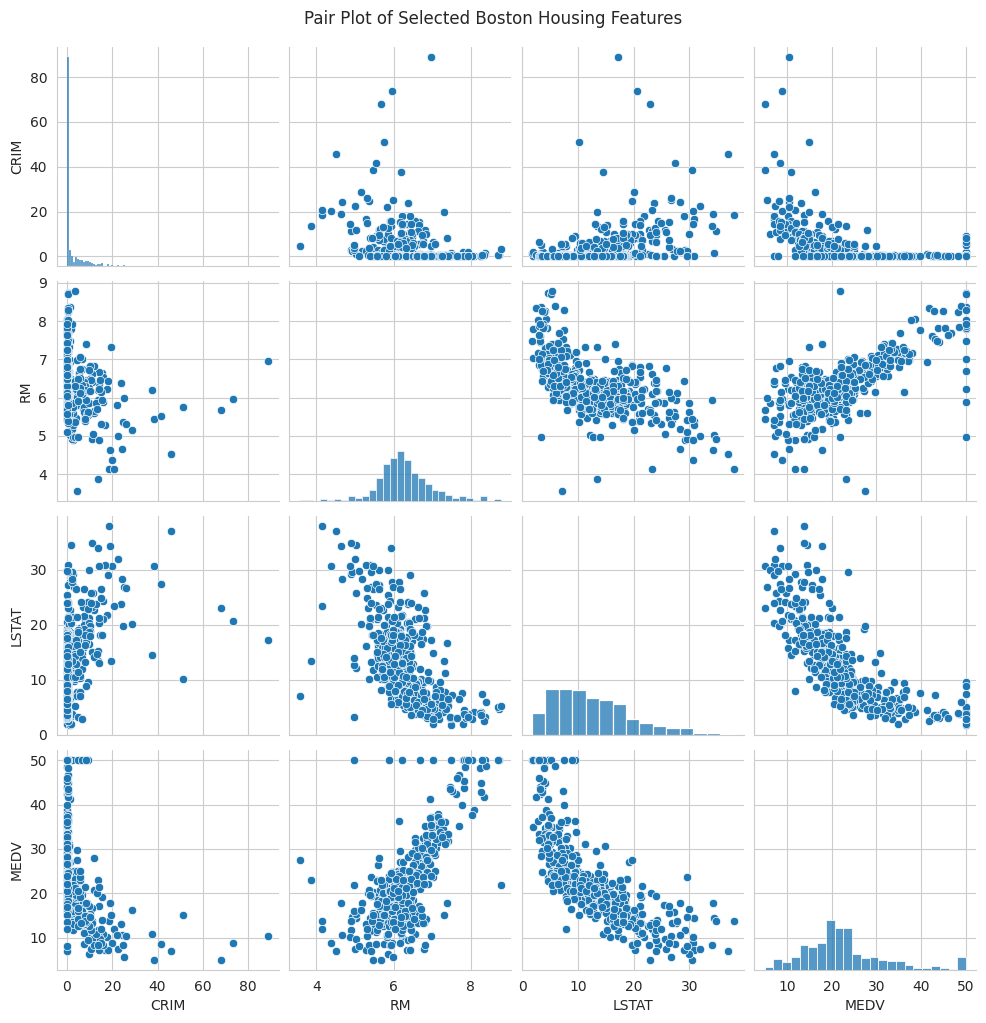 Pair Plot of Selected Boston Housing Features
80
60
40
20
0
CRIM
9
8
7
6
5
4
RM
30
20
10
0
LSTAT
50
40
30
20
10
MEDV
0 20 40 60 80
4 6 8
0 10 20 30
10 20 30 40 50
CRIM RM LSTAT MEDV